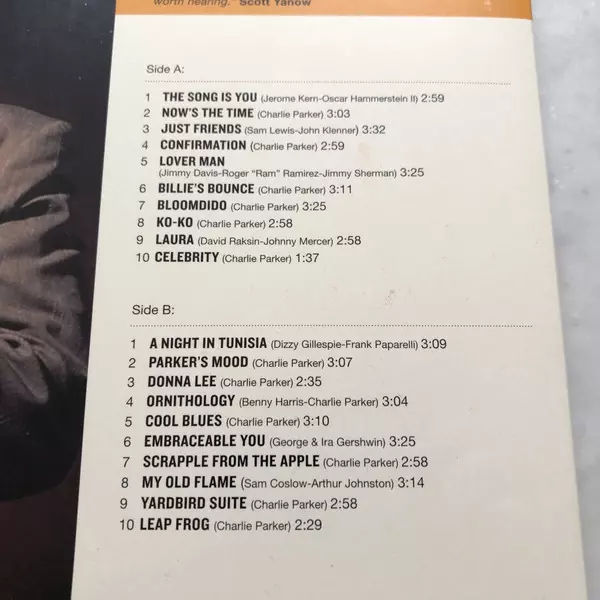 worth hearing." Scott Yanow
Side A:
1 THE SONG IS YOU (Jerome Kern-Oscar Hammerstein II) 2:59
2 NOW'S THE TIME (Charlie Parker) 3:03
3 JUST FRIENDS (Sam Lewis-John Klenner) 3:32
4 CONFIRMATION (Charlie Parker) 2:59
5 LOVER MAN
(Jimmy Davis-Roger "Ram" Ramirez-Jimmy Sherman) 3:25
6 BILLIE'S BOUNCE (Charlie Parker) 3:11
7 BLOOMDIDO (Charlie Parker) 3:25
8 KO-KO (Charlie Parker) 2:58
9 LAURA (David Raksin-Johnny Mercer) 2:58
10 CELEBRITY (Charlie Parker) 1:37
Side B:
1 A NIGHT IN TUNISIA (Dizzy Gillespie-Frank Paparelli) 3:09
2 PARKER'S MOOD (Charlie Parker) 3:07
3 DONNA LEE (Charlie Parker) 2:35
4 ORNITHOLOGY (Benny Harris-Charlie Parker) 3:04
5 COOL BLUES (Charlie Parker) 3:10
6 EMBRACEABLE YOU (George & Ira Gershwin) 3:25
7 SCRAPPLE FROM THE APPLE (Charlie Parker) 2:58
8 MY OLD FLAME (Sam Coslow-Arthur Johnston) 3:14
9 YARDBIRD SUITE (Charlie Parker) 2:58
10 LEAP FROG (Charlie Parker) 2:29